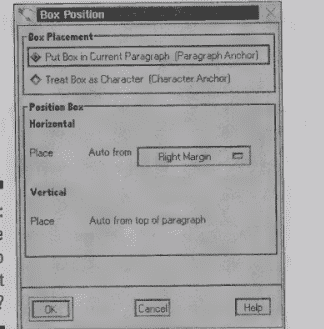 Box Position
Box Placement
Put Box in Current Paragraph (Paragraph Anchor)
Treat Box as Character (Character Anchor)
Position Box
Horizontal
Place Auto from Right Margin
Vertical
Place Auto from top of paragraph
OK Cancel Help
?